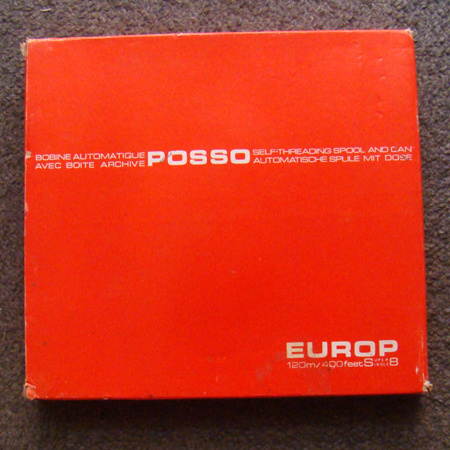 BOBINE AUTOMATIQUE
AVEC BOITE ARCHIVE
POSSO
SELF-THREADING SPOOL AND CAN
AUTOMATISCHE SPULE MIT DOSE
EUROP
120m/400feet S 8